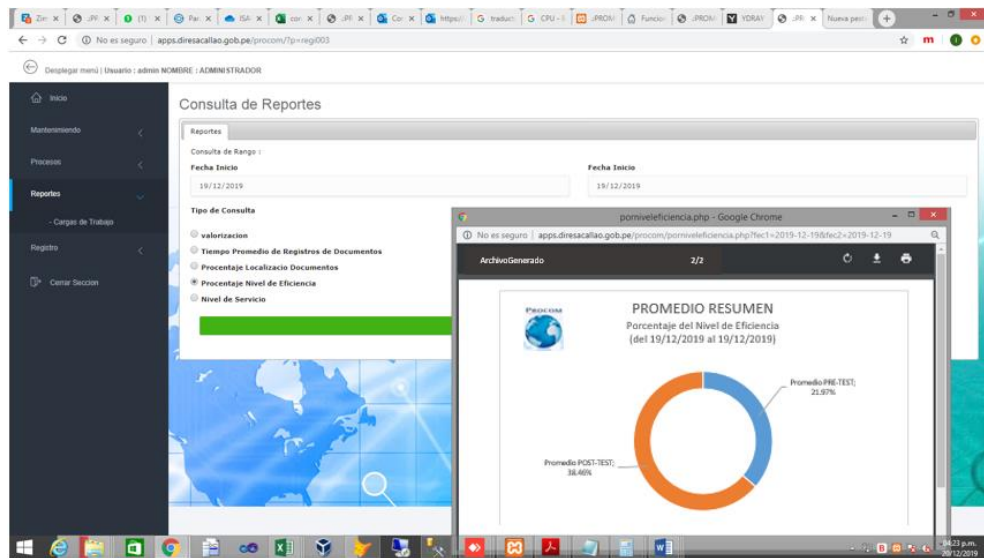 No es seguro | apps.diresacallao.gob.pe/procom/?p=regi003
Desplegar menú | Usuario : admin NOMBRE : ADMINISTRADOR
Inicio
Mantenimiendo
Procesos
Reportes
- Cargas de Trabajo
Registro
Cerrar Seccion
Consulta de Reportes
Reportes
Consulta de Rango :
Fecha Inicio
Fecha Inicio
19/12/2019
19/12/2019
Tipo de Consulta
valorizacion
Tiempo Promedio de Registros de Documentos
Procentaje Localizacio Documentos
Procentaje Nivel de Eficiencia
Nivel de Servicio
porniveleficiencia.php - Google Chrome
No es seguro | apps.diresacallao.gob.pe/procom/porniveleficiencia.php?fec1=2019-12-19&fec2=2019-12-19
ArchivoGenerado
2/2
PROCOM
PROMEDIO RESUMEN
Porcentaje del Nivel de Eficiencia
(del 19/12/2019 al 19/12/2019)
Promedio PRE-TEST;
21.97%
Promedio POST-TEST;
38.46%
04:23 p.m.
20/12/2019